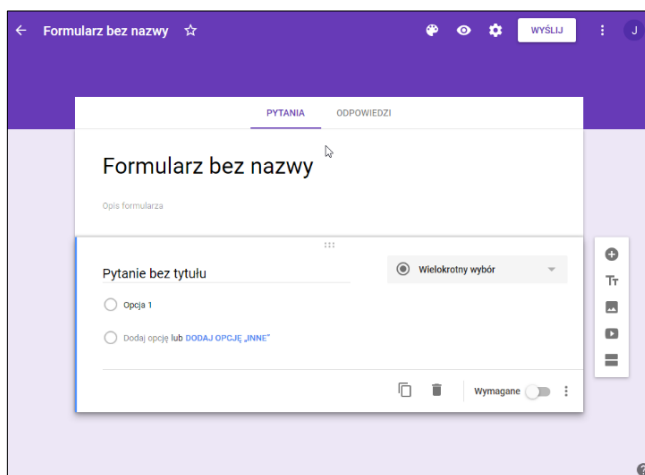 Formularz bez nazwy
WYŚLIJ
J
PYTANIA ODPOWIEDZI
Formularz bez nazwy
Opis formularza
Pytanie bez tytułu
Wielokrotny wybór
Opcja 1
Dodaj opcję lub DODAJ OPCJĘ „INNE”
Wymagane
Tт
?